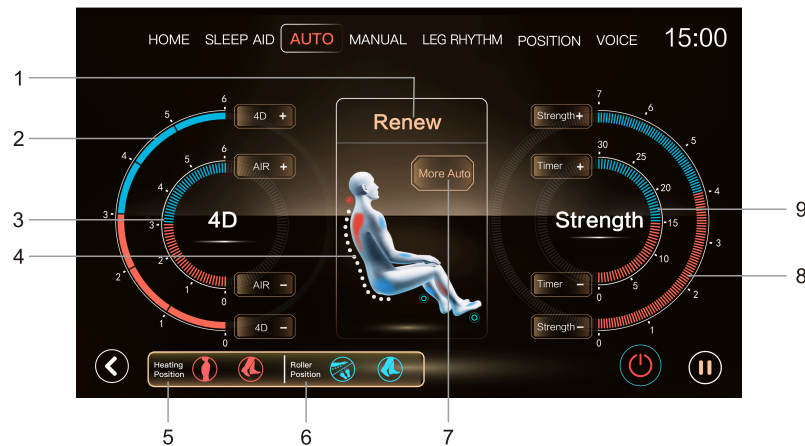 HOME SLEEP AID AUTO MANUAL LEG RHYTHM POSITION VOICE 15:00
1
2
3
4
Renew
More Auto
4D +
AIR +
4D
AIR −
4D −
6
5
4
3
2
1
0
6
5
4
3
2
1
0
Strength+
Timer +
Strength
Timer −
Strength−
7
6
5
4
3
2
1
0
30
25
20
15
10
5
0
9
8
Heating
Position
Roller
Position
5
6
7